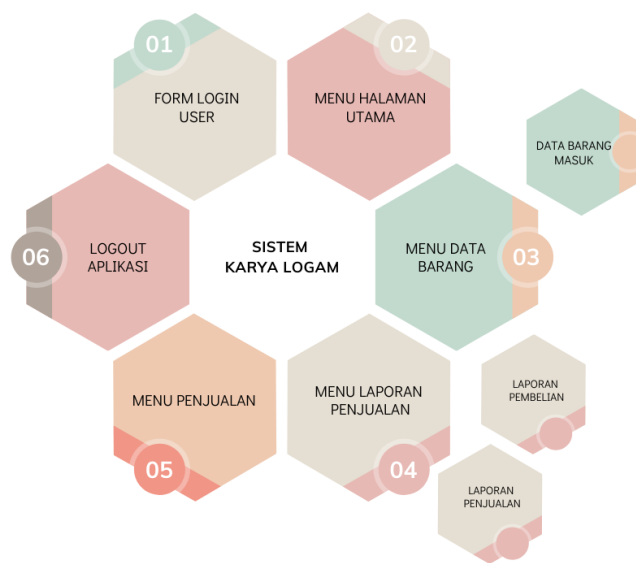 01
FORM LOGIN
USER
02
MENU HALAMAN
UTAMA
DATA BARANG
MASUK
06
LOGOUT
APLIKASI
SISTEM
KARYA LOGAM
MENU DATA
BARANG
03
MENU PENJUALAN
05
MENU LAPORAN
PENJUALAN
04
LAPORAN
PEMBELIAN
LAPORAN
PENJUALAN